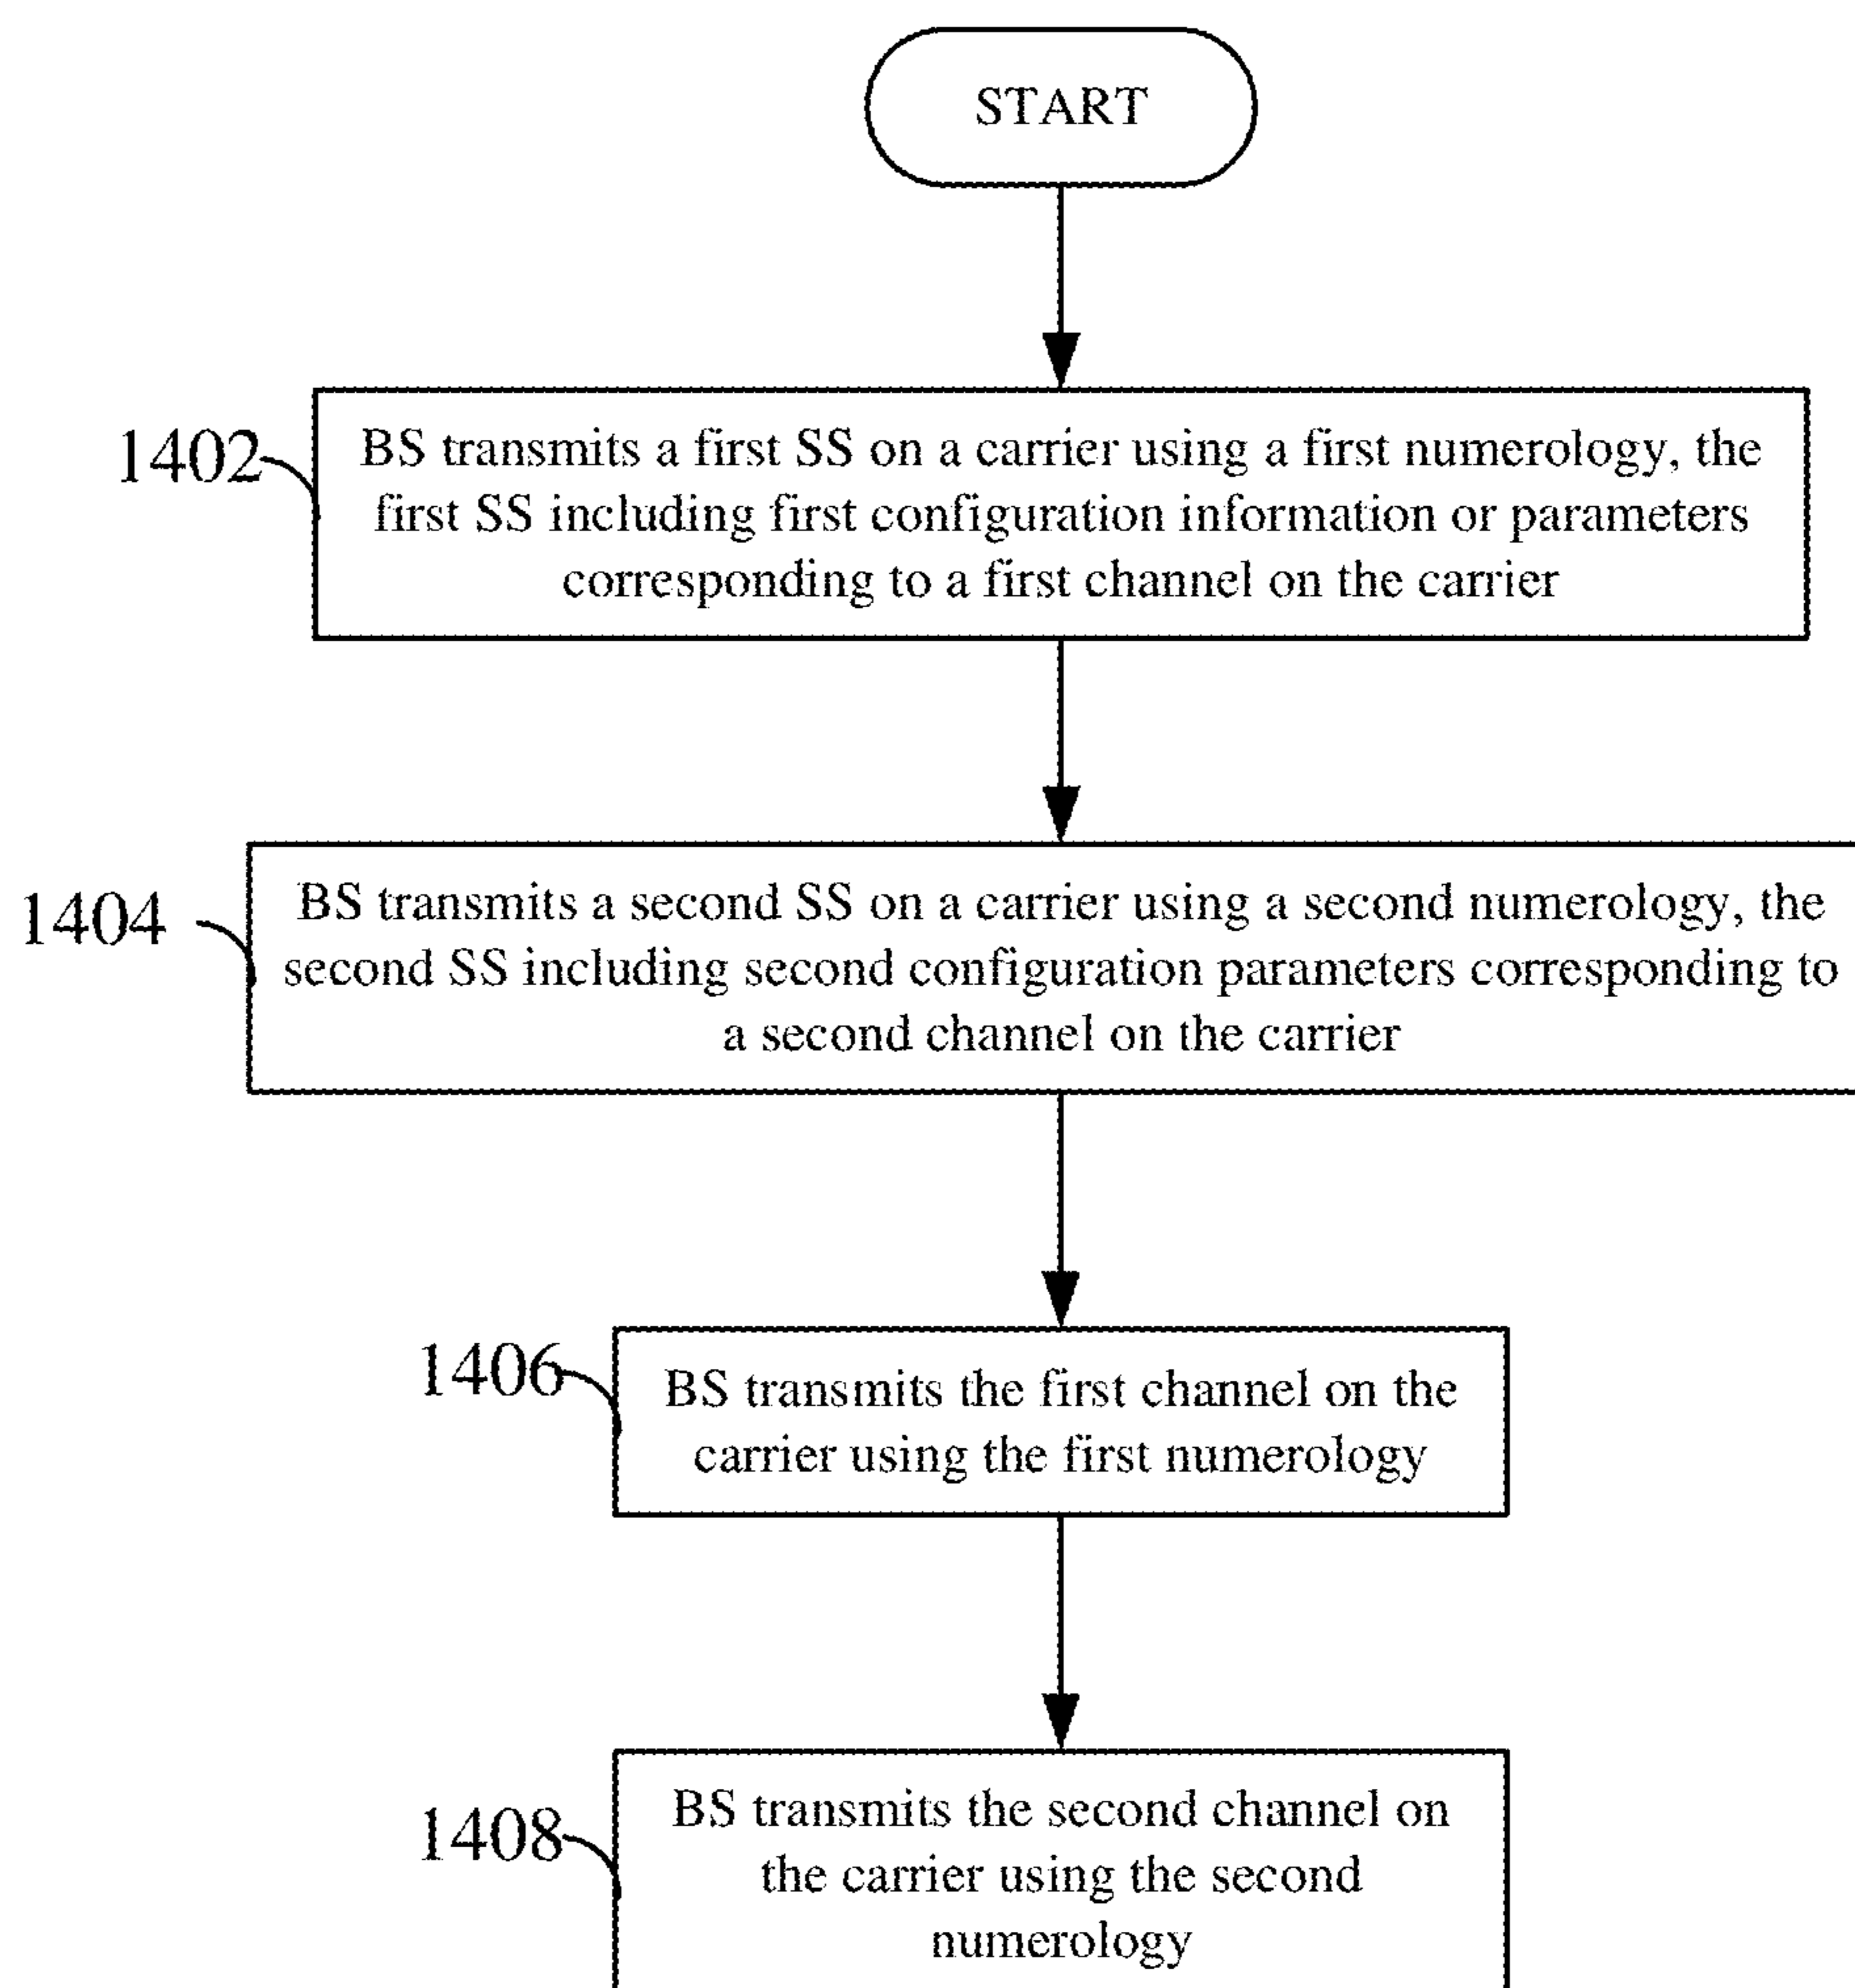 START
1402
BS transmits a first SS on a carrier using a first numerology, the
first SS including first configuration information or parameters
corresponding to a first channel on the carrier
1404
BS transmits a second SS on a carrier using a second numerology, the
second SS including second configuration parameters corresponding to
a second channel on the carrier
1406
BS transmits the first channel on the
carrier using the first numerology
1408
BS transmits the second channel on
the carrier using the second
numerology